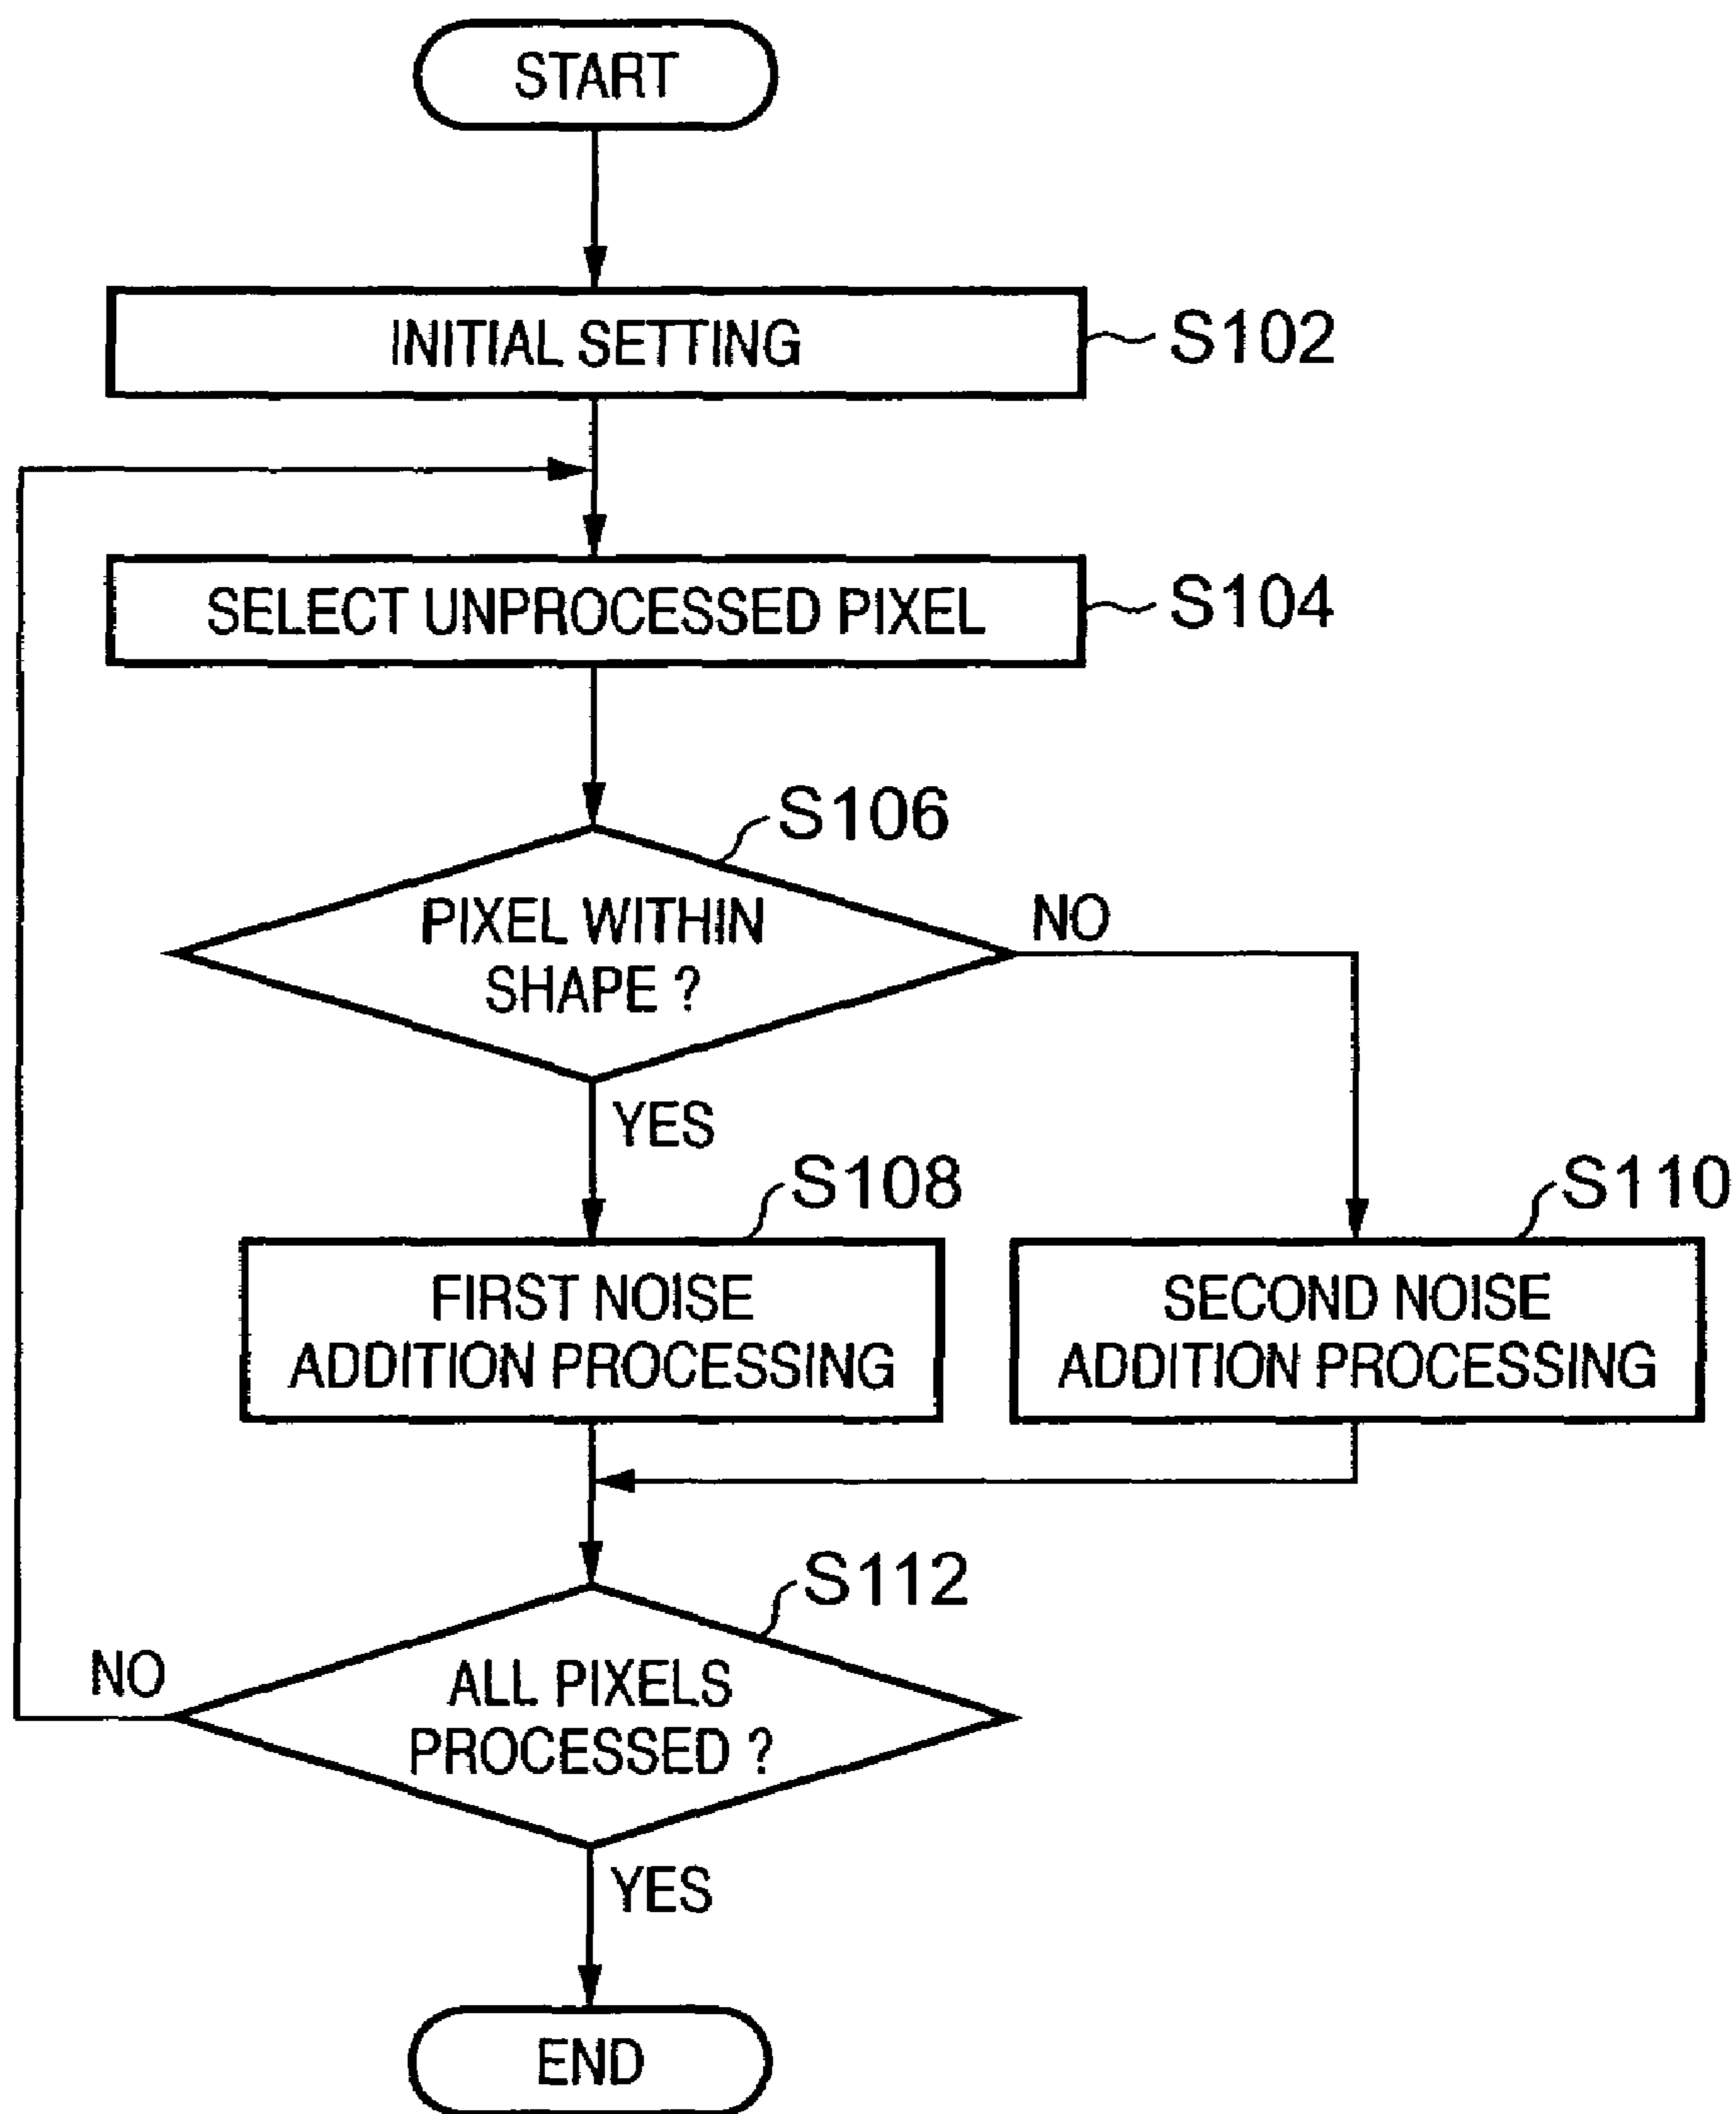 START
INITIAL SETTING
S102
SELECT UNPROCESSED PIXEL
S104
S106
PIXEL WITHIN
SHAPE ?
NO
YES
S108
S110
FIRST NOISE
ADDITION PROCESSING
SECOND NOISE
ADDITION PROCESSING
S112
NO
ALL PIXELS
PROCESSED ?
YES
END